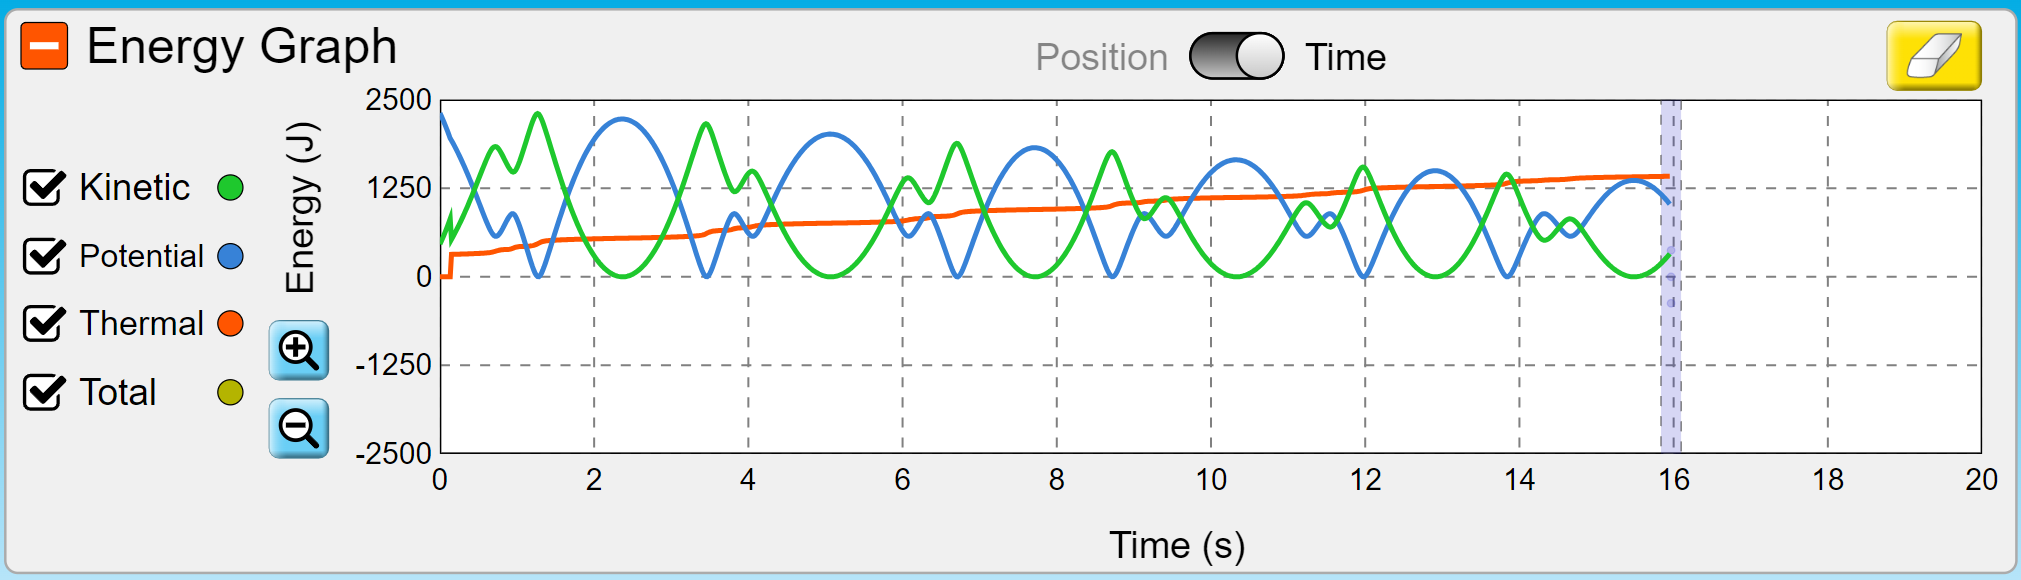 Energy Graph
Position Time
Kinetic
Potential
Thermal
Total
Energy (J)
2500
1250
0
-1250
-2500
0 2 4 6 8 10 12 14 16 18 20
Time (s)